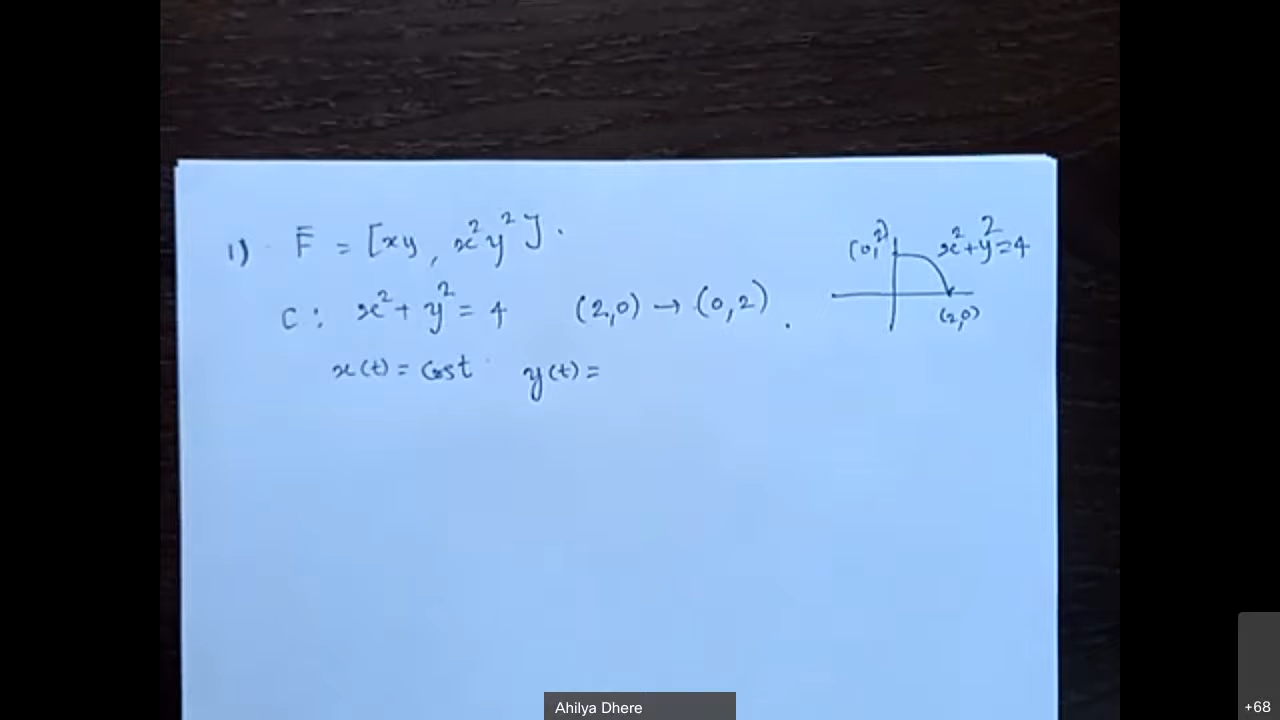 1) F̄ = [xy, x²y²].
C: x² + y² = 4 (2,0) → (0,2).
x(t) = Cost y(t) =
(0,2) x²+y²=4
(2,0)
Ahilya Dhere
+68